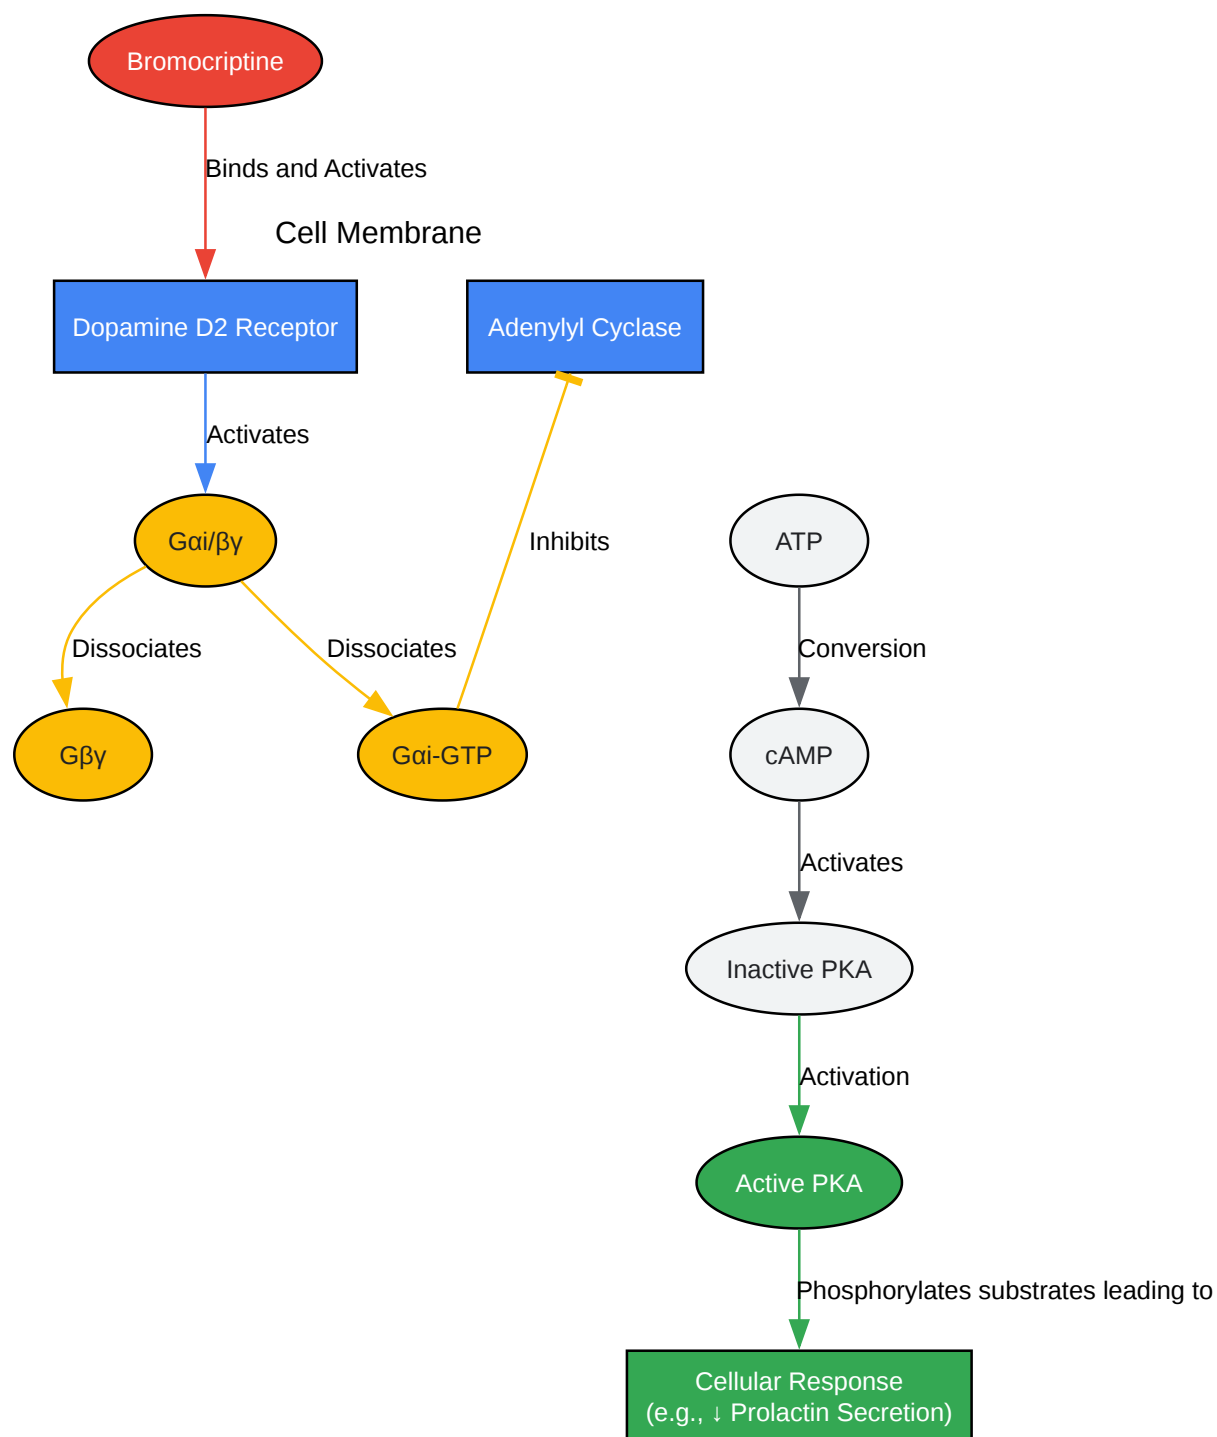 Bromocriptine
Binds and Activates
Cell Membrane
Dopamine D2 Receptor
Adenylyl Cyclase
Activates
Gαi/βγ
Inhibits
ATP
Dissociates
Dissociates
Conversion
Gβγ
Gαi-GTP
cAMP
Activates
Inactive PKA
Activation
Active PKA
Phosphorylates substrates leading to
Cellular Response
(e.g., ↓ Prolactin Secretion)